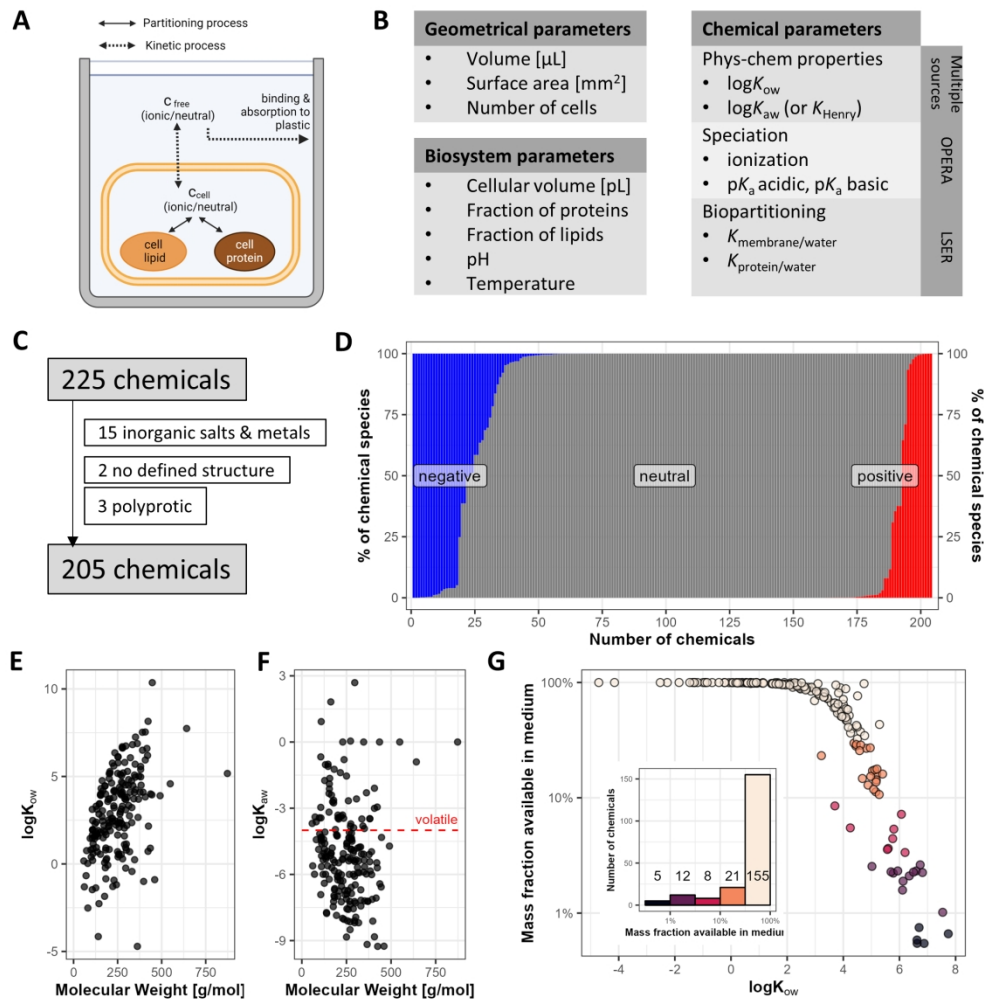 A
Partitioning process
Kinetic process
C free
(ionic/neutral)
binding &
absorption to
plastic
Ccell
(ionic/neutral)
cell
lipid
cell
protein
B
Geometrical parameters
• Volume [µL]
• Surface area [mm²]
• Number of cells
Biosystem parameters
• Cellular volume [pL]
• Fraction of proteins
• Fraction of lipids
• pH
• Temperature
Chemical parameters
Phys-chem properties
• logKow
• logKaw (or KHenry)
Multiple
sources
Speciation
• ionization
• pKa acidic, pKa basic
OPERA
Biopartitioning
• Kmembrane/water
• Kprotein/water
LSER
C
225 chemicals
15 inorganic salts & metals
2 no defined structure
3 polyprotic
205 chemicals
D
% of chemical species
100
75
50
25
0
negative
neutral
positive
100
75
50
25
0
% of chemical species
0 25 50 75 100 125 150 175 200
Number of chemicals
E
logKow
10
5
0
-5
0 250 500 750
Molecular Weight [g/mol]
F
logKaw
3
0
-3
-6
-9
volatile
0 250 500 750
Molecular Weight [g/mol]
G
Mass fraction available in medium
100%
10%
1%
Number of chemicals
150
100
50
0
5 12 8 21 155
1% 10% 100%
Mass fraction available in mediur
-4 -2 0 2 4 6 8
logKow